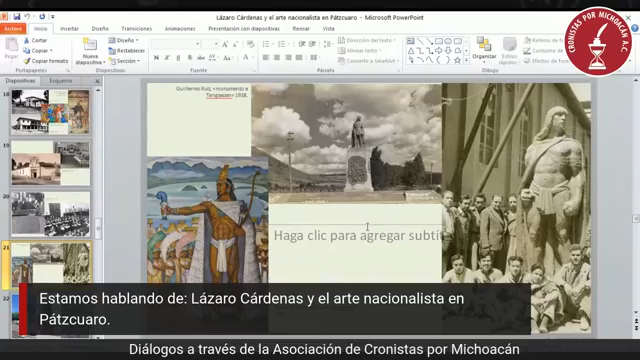 Lázaro Cárdenas y el arte nacionalista en Pátzcuaro - Microsoft PowerPoint
Archivo
Inicio
Insertar
Diseño
Transiciones
Animaciones
Presentación con diapositivas
Revisar
Vista
Cortar
Copiar
Copiar formato
Portapapeles
Nueva
diapositiva
Diseño
Restablecer
Sección
Diapositivas
Fuente
Párrafo
Dirección del texto
Alinear texto
Convertir a SmartArt
Organizar
Estilos
rápidos
CRONISTAS POR MICHOACÁN A.C.
Diapositivas
Esquema
18
19
20
21
22
Guillermo Ruiz, «monumento a
1938.
Haga clic para agregar subtít
Estamos hablando de: Lázaro Cárdenas y el arte nacionalista en
Pátzcuaro.
Diálogos a través de la Asociación de Cronistas por Michoacán